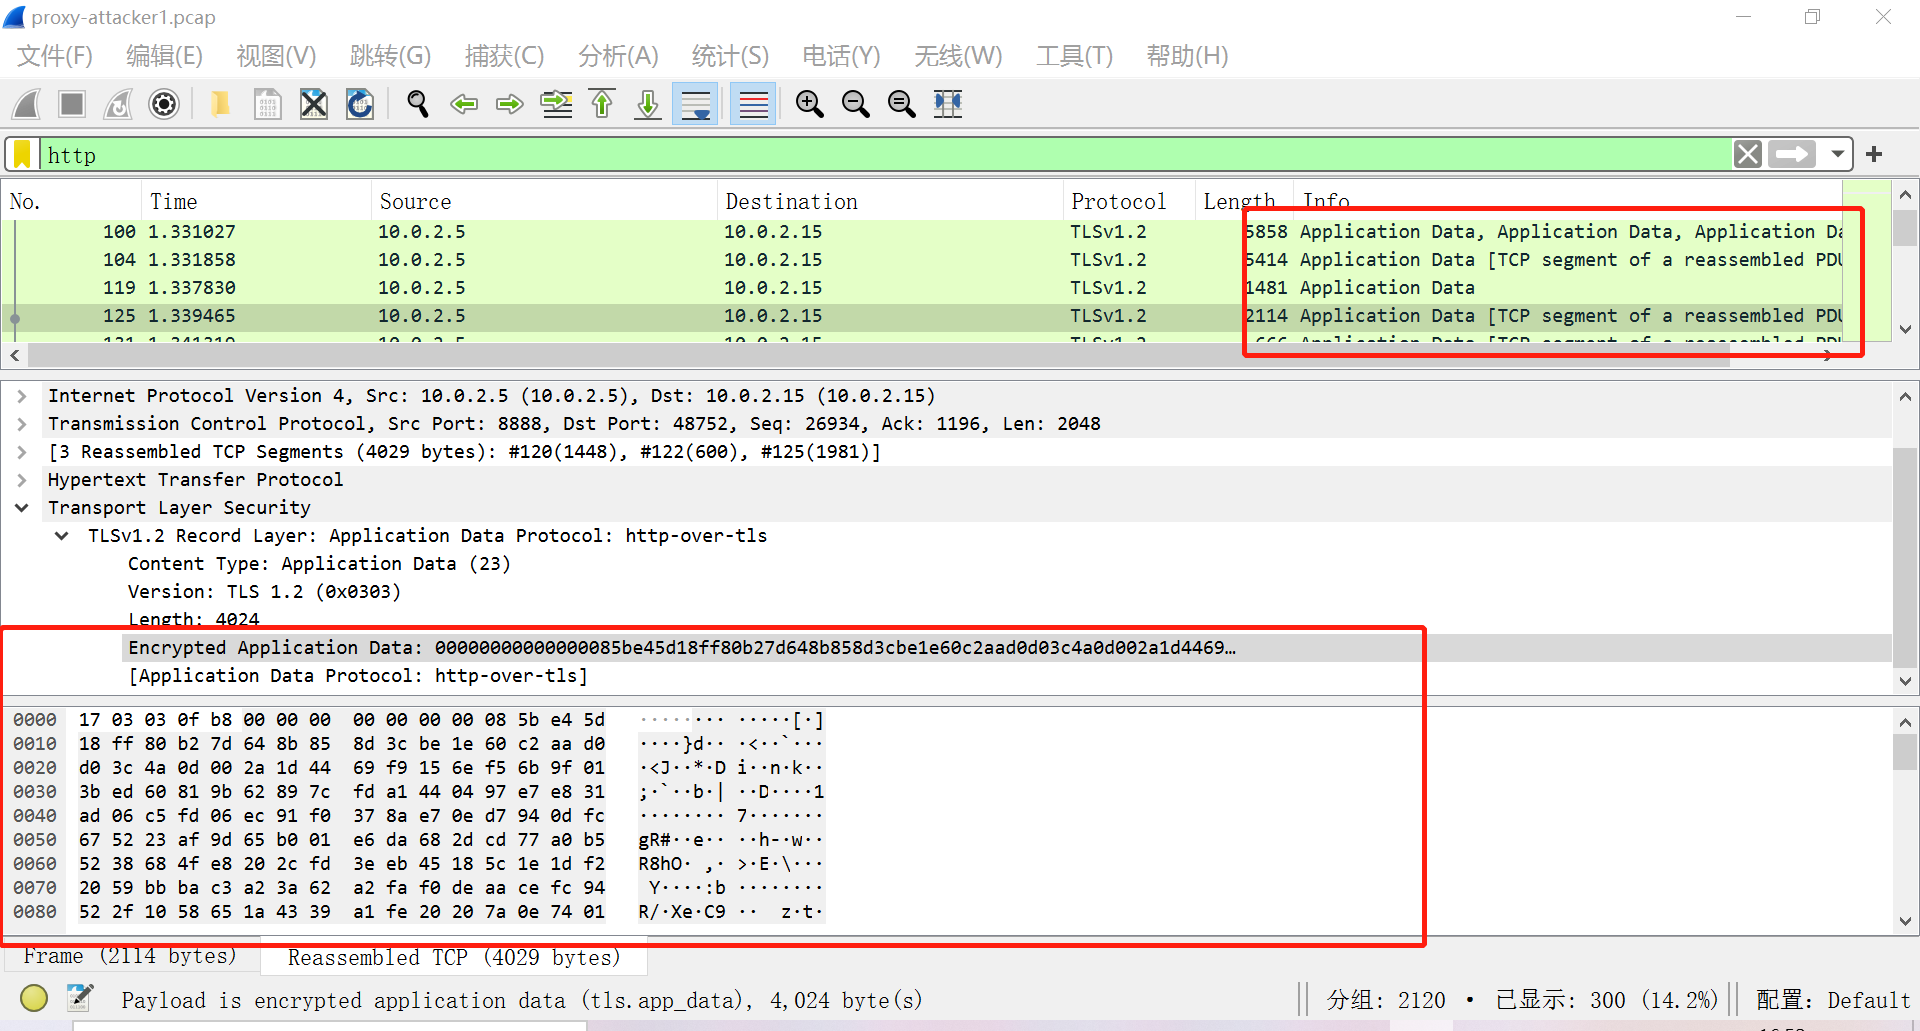 proxy-attacker1.pcap
文件(F) 编辑(E) 视图(V) 跳转(G) 捕获(C) 分析(A) 统计(S) 电话(Y) 无线(W) 工具(T) 帮助(H)
http
No. Time Source Destination Protocol Length Info
100 1.331027 10.0.2.5 10.0.2.15 TLSv1.2 5858 Application Data, Application Data, Application Da
104 1.331858 10.0.2.5 10.0.2.15 TLSv1.2 5414 Application Data [TCP segment of a reassembled PDU
119 1.337830 10.0.2.5 10.0.2.15 TLSv1.2 1481 Application Data
125 1.339465 10.0.2.5 10.0.2.15 TLSv1.2 2114 Application Data [TCP segment of a reassembled PDU
Internet Protocol Version 4, Src: 10.0.2.5 (10.0.2.5), Dst: 10.0.2.15 (10.0.2.15)
Transmission Control Protocol, Src Port: 8888, Dst Port: 48752, Seq: 26934, Ack: 1196, Len: 2048
[3 Reassembled TCP Segments (4029 bytes): #120(1448), #122(600), #125(1981)]
Hypertext Transfer Protocol
Transport Layer Security
TLSv1.2 Record Layer: Application Data Protocol: http-over-tls
Content Type: Application Data (23)
Version: TLS 1.2 (0x0303)
Length: 4024
Encrypted Application Data: 00000000000000085be45d18ff80b27d648b858d3cbe1e60c2aad0d03c4a0d002a1d4469…
[Application Data Protocol: http-over-tls]
0000 17 03 03 0f b8 00 00 00 00 00 00 00 08 5b e4 5d ········ ·····[·]
0010 18 ff 80 b2 7d 64 8b 85 8d 3c be 1e 60 c2 aa d0 ····}d·· ·<··`···
0020 d0 3c 4a 0d 00 2a 1d 44 69 f9 15 6e f5 6b 9f 01 ·<J··*·D i··n·k··
0030 3b ed 60 81 9b 62 89 7c fd a1 44 04 97 e7 e8 31 ;·`··b·| ··D····1
0040 ad 06 c5 fd 06 ec 91 f0 37 8a e7 0e d7 94 0d fc ········ 7·······
0050 67 52 23 af 9d 65 b0 01 e6 da 68 2d cd 77 a0 b5 gR#··e·· ··h-·w··
0060 52 38 68 4f e8 20 2c fd 3e eb 45 18 5c 1e 1d f2 R8hO· ,· >·E·\···
0070 20 59 bb ba c3 a2 3a 62 a2 fa f0 de aa ce fc 94 Y····:b ········
0080 52 2f 10 58 65 1a 43 39 a1 fe 20 20 7a 0e 74 01 R/·Xe·C9 ·· z·t·
Frame (2114 bytes) Reassembled TCP (4029 bytes)
Payload is encrypted application data (tls.app_data), 4,024 byte(s) 分组: 2120 · 已显示: 300 (14.2%) 配置: Default